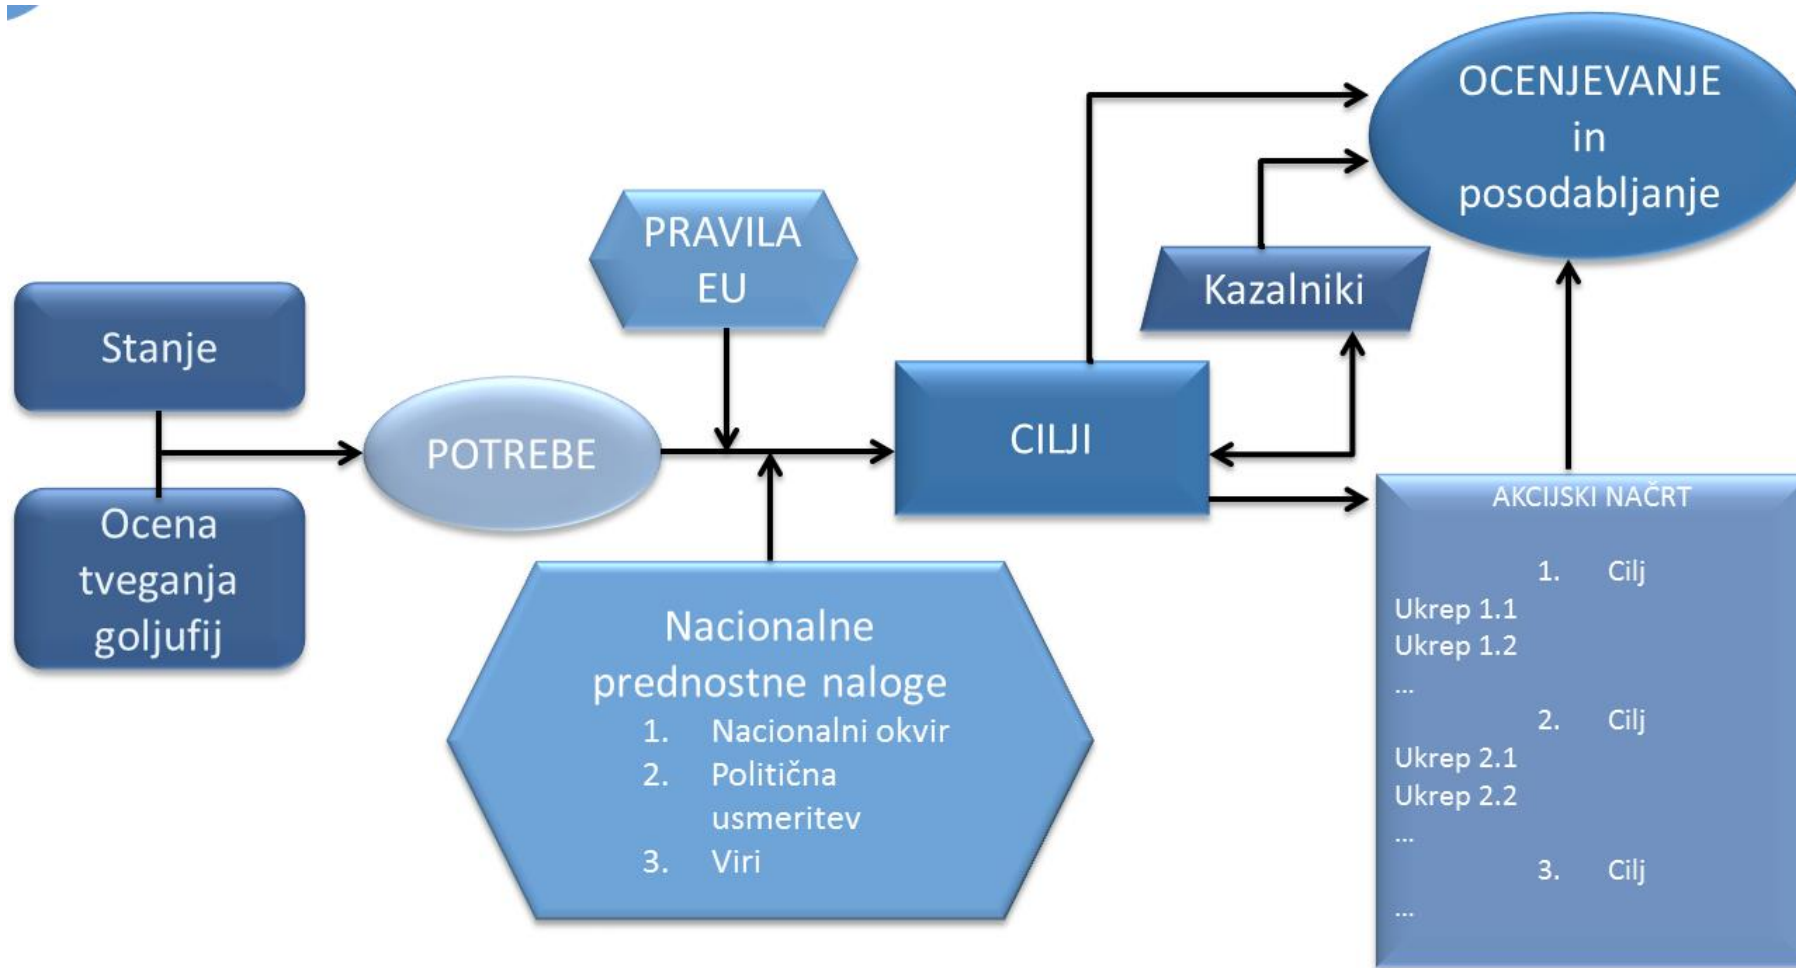 Stanje
Ocena
tveganja
goljufij
POTREBE
PRAVILA
EU
Nacionalne
prednostne naloge
1. Nacionalni okvir
2. Politična
usmeritev
3. Viri
CILJI
Kazalniki
OCENJEVANJE
in
posodabljanje
AKCIJSKI NAČRT
1. Cilj
Ukrep 1.1
Ukrep 1.2
...
2. Cilj
Ukrep 2.1
Ukrep 2.2
...
3. Cilj
...